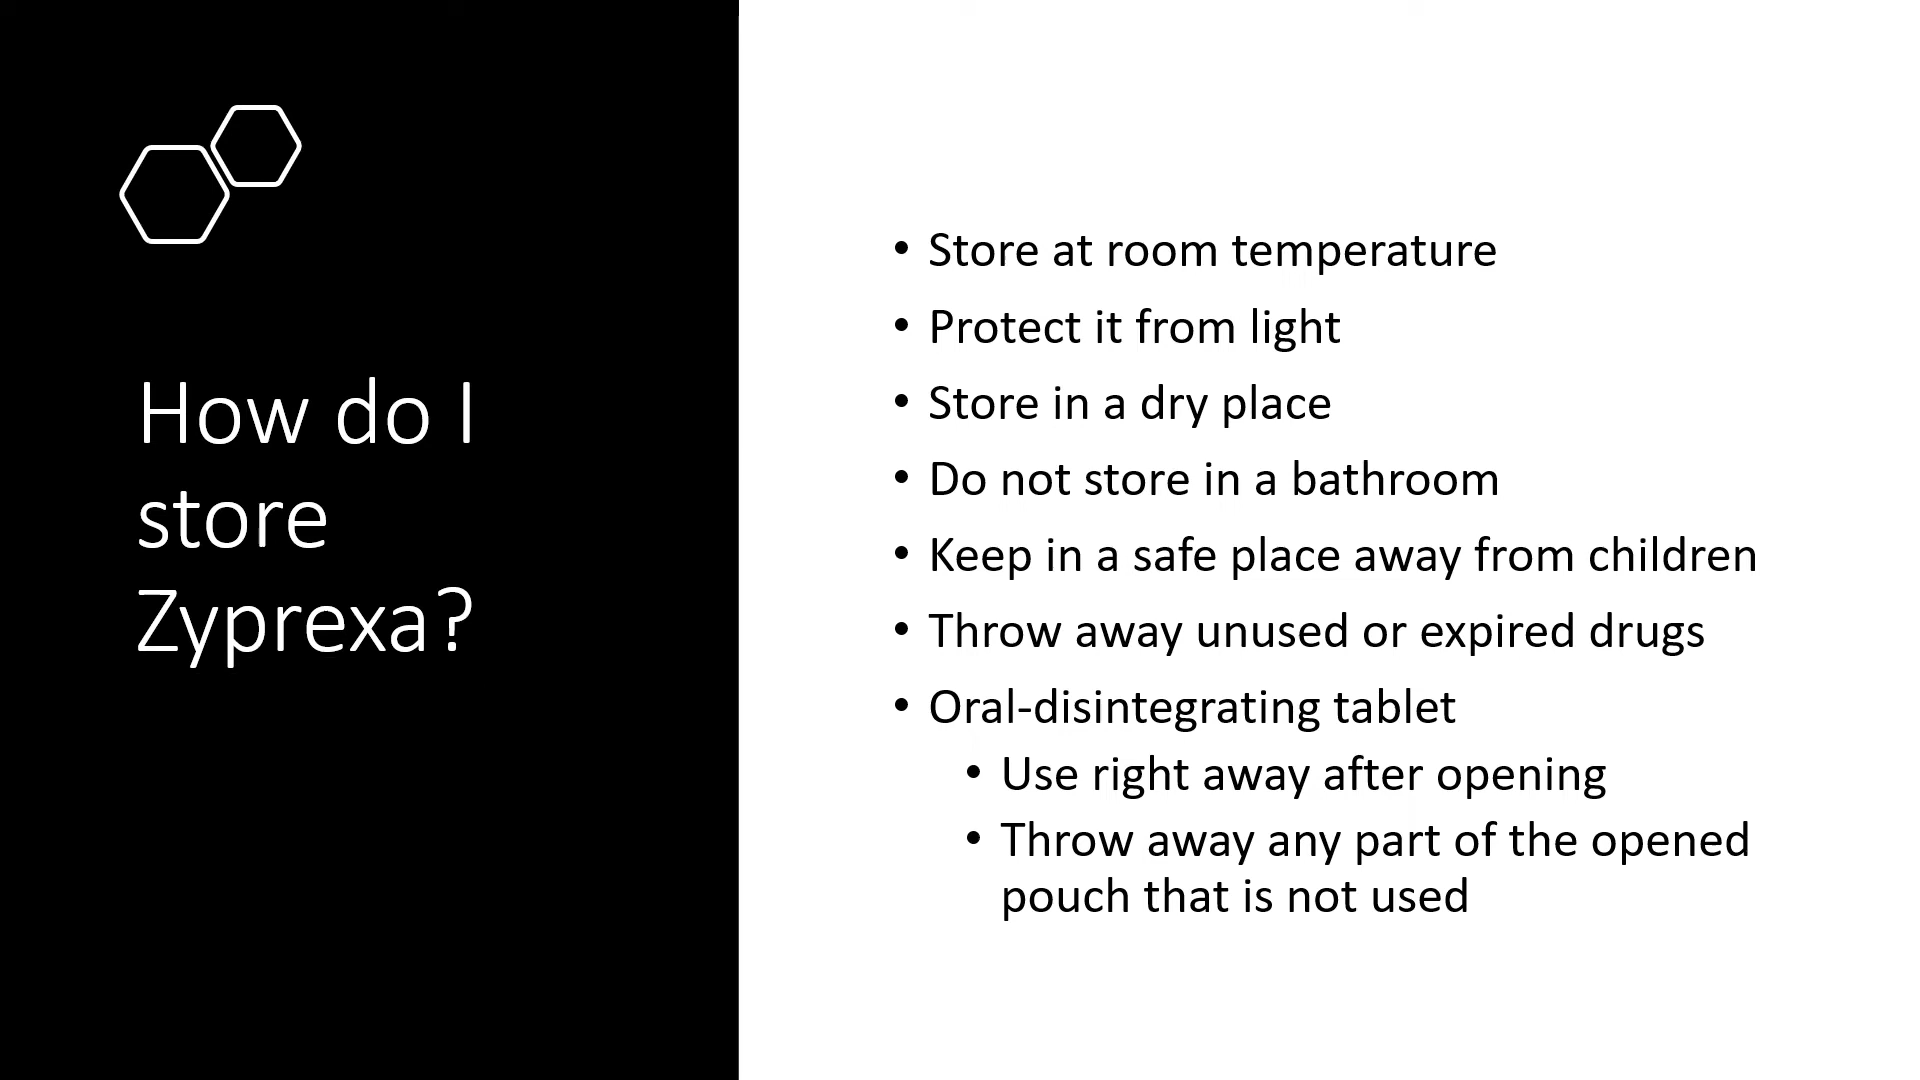 How do I
store
Zyprexa?
• Store at room temperature
• Protect it from light
• Store in a dry place
• Do not store in a bathroom
• Keep in a safe place away from children
• Throw away unused or expired drugs
• Oral-disintegrating tablet
• Use right away after opening
• Throw away any part of the opened
pouch that is not used